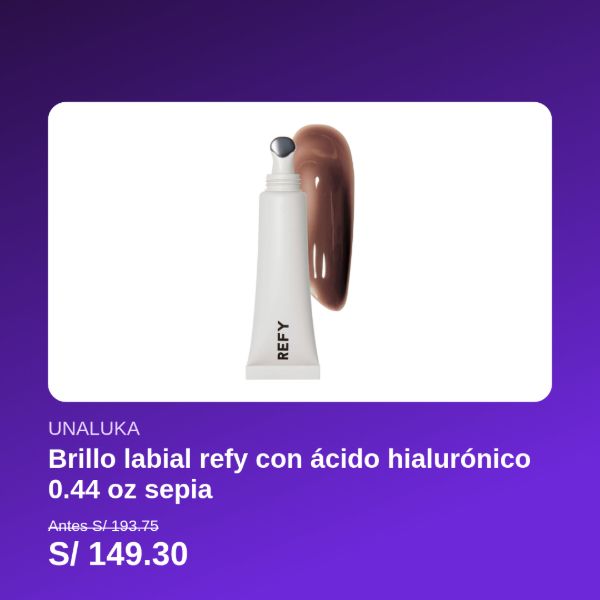 REFY
UNALUKA
Brillo labial refy con ácido hialurónico
0.44 oz sepia
Antes S/ 193.75
S/ 149.30